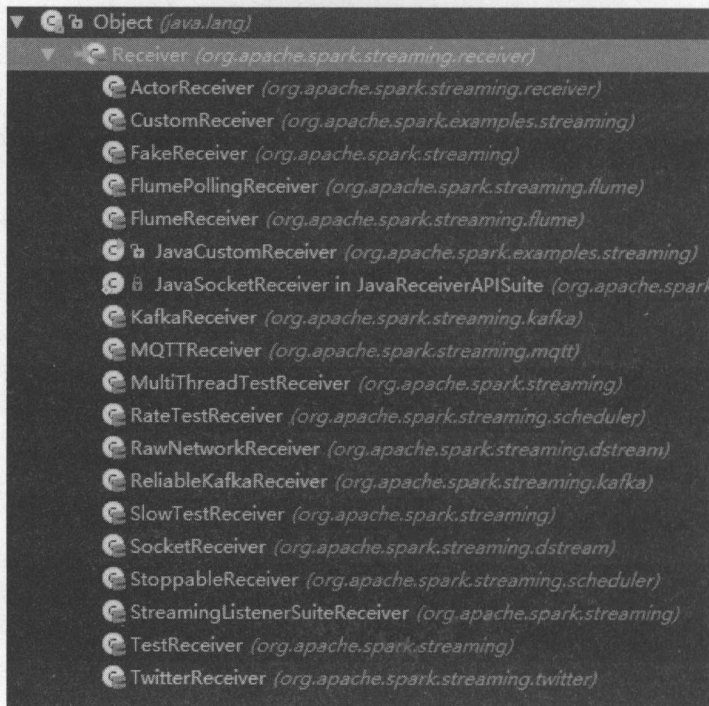 Object (java.lang)
Receiver (org.apache.spark.streaming.receiver)
ActorReceiver (org.apache.spark.streaming.receiver)
CustomReceiver (org.apache.spark.examples.streaming)
FakeReceiver (org.apache.spark.streaming)
FlumePollingReceiver (org.apache.spark.streaming.flume)
FlumeReceiver (org.apache.spark.streaming.flume)
JavaCustomReceiver (org.apache.spark.examples.streaming)
JavaSocketReceiver in JavaReceiverAPISuite (org.apache.spark
KafkaReceiver (org.apache.spark.streaming.kafka)
MQTTReceiver (org.apache.spark.streaming.mqtt)
MultiThreadTestReceiver (org.apache.spark.streaming)
RateTestReceiver (org.apache.spark.streaming.scheduler)
RawNetworkReceiver (org.apache.spark.streaming.dstream)
ReliableKafkaReceiver (org.apache.spark.streaming.kafka)
SlowTestReceiver (org.apache.spark.streaming)
SocketReceiver (org.apache.spark.streaming.dstream)
StoppableReceiver (org.apache.spark.streaming.scheduler)
StreamingListenerSuiteReceiver (org.apache.spark.streaming)
TestReceiver (org.apache.spark.streaming)
TwitterReceiver (org.apache.spark.streaming.twitter)